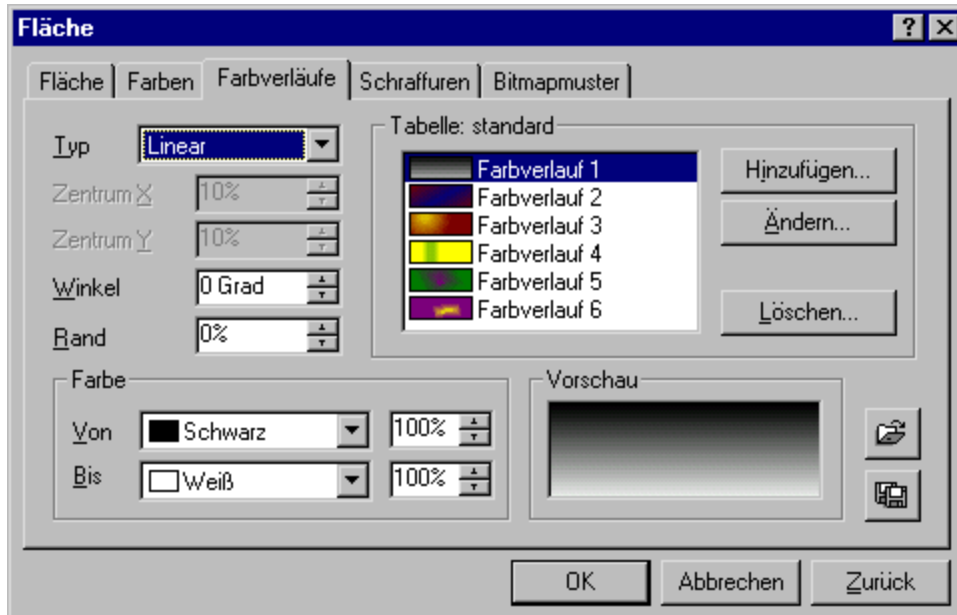 Fläche
Fläche Farben Farbverläufe Schraffuren Bitmapmuster
Typ Linear
Zentrum X 10%
Zentrum Y 10%
Winkel 0 Grad
Rand 0%
Tabelle: standard
Farbverlauf 1
Farbverlauf 2
Farbverlauf 3
Farbverlauf 4
Farbverlauf 5
Farbverlauf 6
Hinzufügen...
Ändern...
Löschen...
Farbe
Von Schwarz 100%
Bis Weiß 100%
Vorschau
OK Abbrechen Zurück